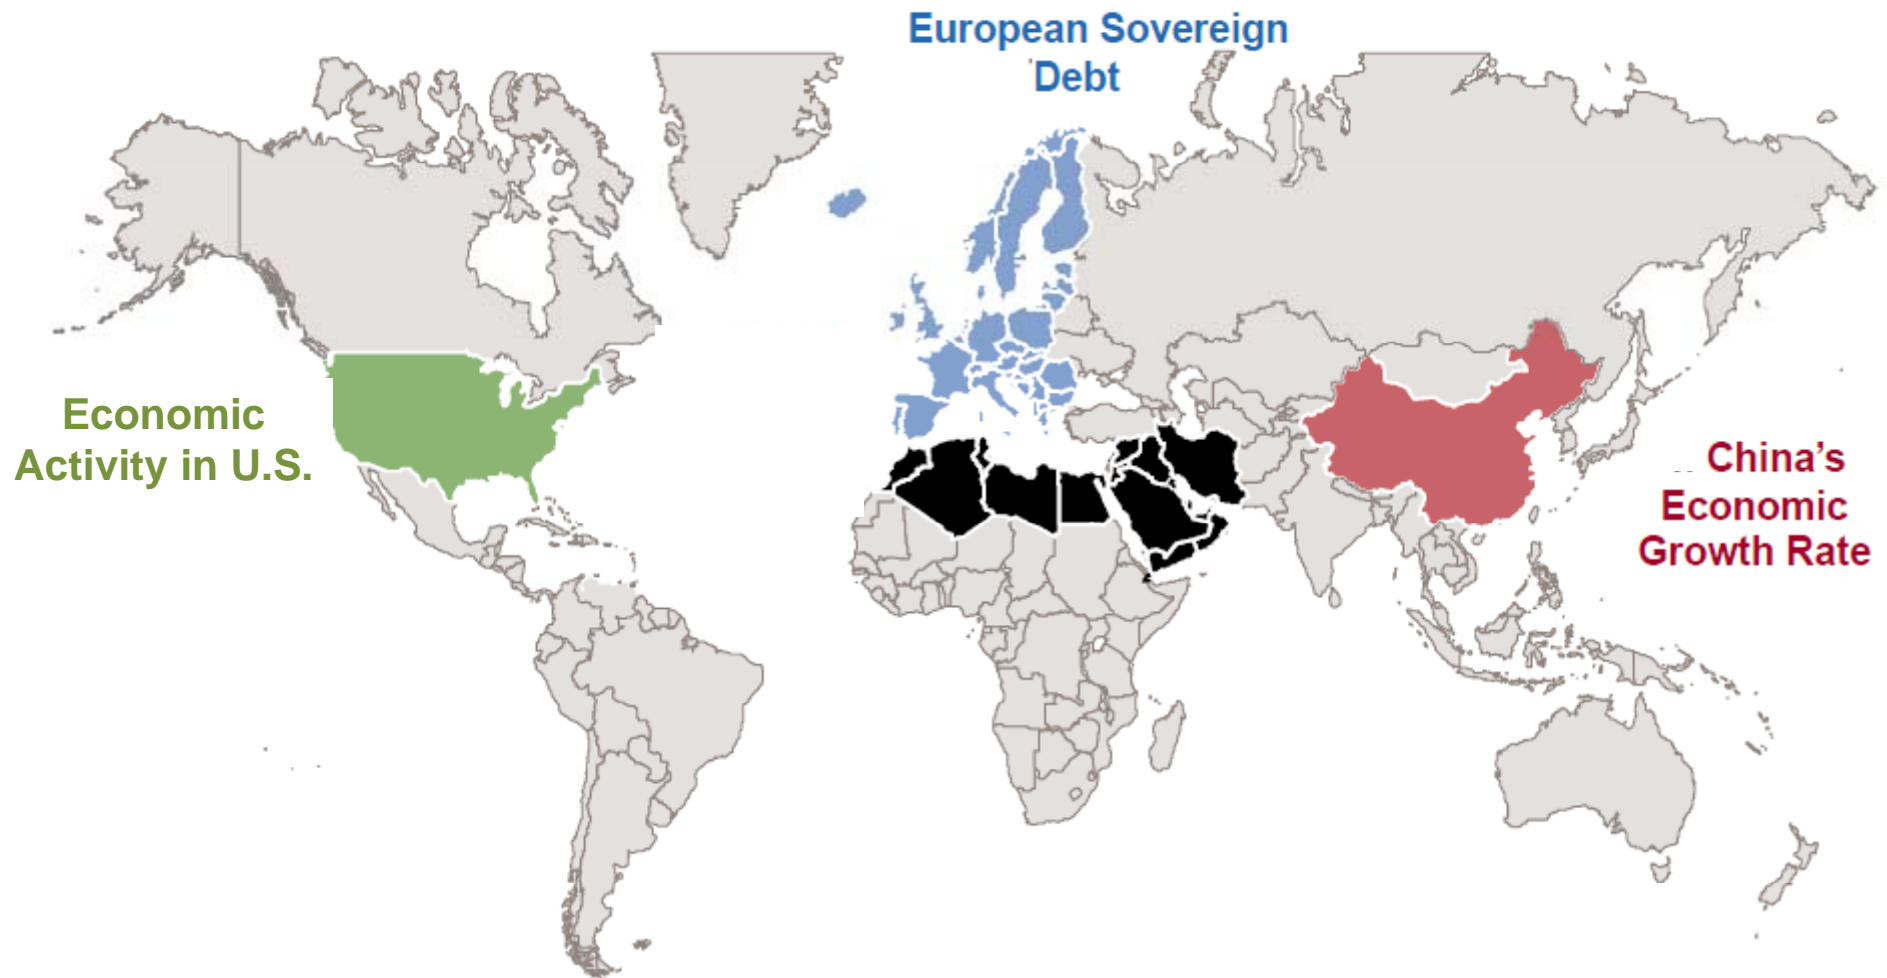 European Sovereign
Debt
Economic
Activity in U.S.
China's
Economic
Growth Rate